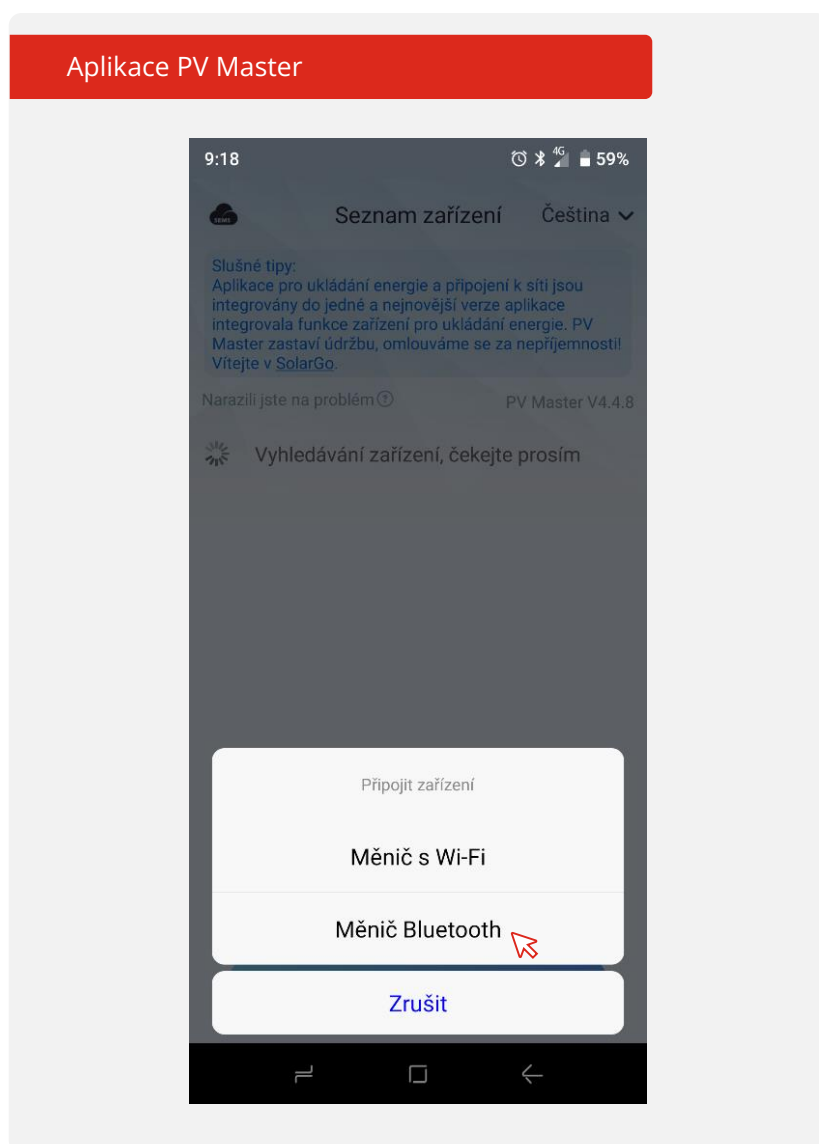 Aplikace PV Master
9:18
4G
59%
SEMS
Seznam zařízení
Čeština
Slušné tipy:
Aplikace pro ukládání energie a připojení k síti jsou
integrovány do jedné a nejnovější verze aplikace
integrovala funkce zařízení pro ukládání energie. PV
Master zastaví údržbu, omlouváme se za nepříjemnosti!
Vítejte v SolarGo.
Narazili jste na problém?
PV Master V4.4.8
Vyhledávání zařízení, čekejte prosím
Připojit zařízení
Měnič s Wi-Fi
Měnič Bluetooth
Zrušit